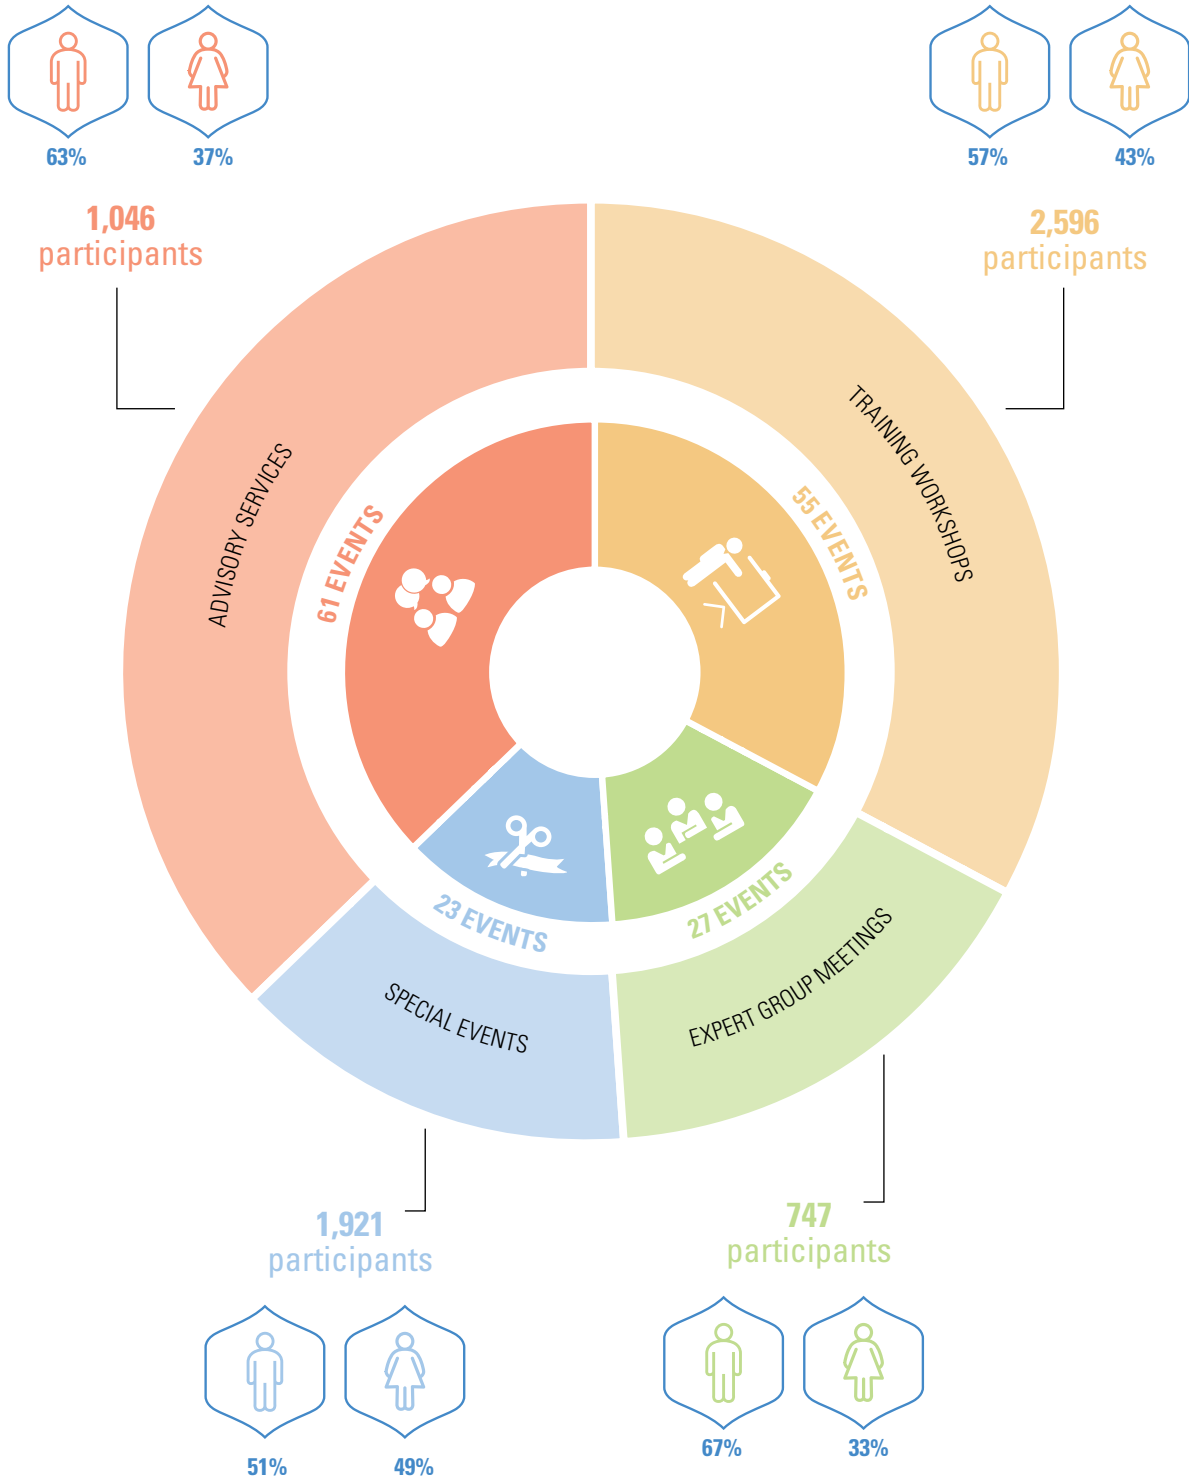 63%
37%
1,046
participants
57%
43%
2,596
participants
ADVISORY SERVICES
61 EVENTS
55 EVENTS
TRAINING WORKSHOPS
23 EVENTS
27 EVENTS
SPECIAL EVENTS
EXPERT GROUP MEETINGS
1,921
participants
51%
49%
747
participants
67%
33%